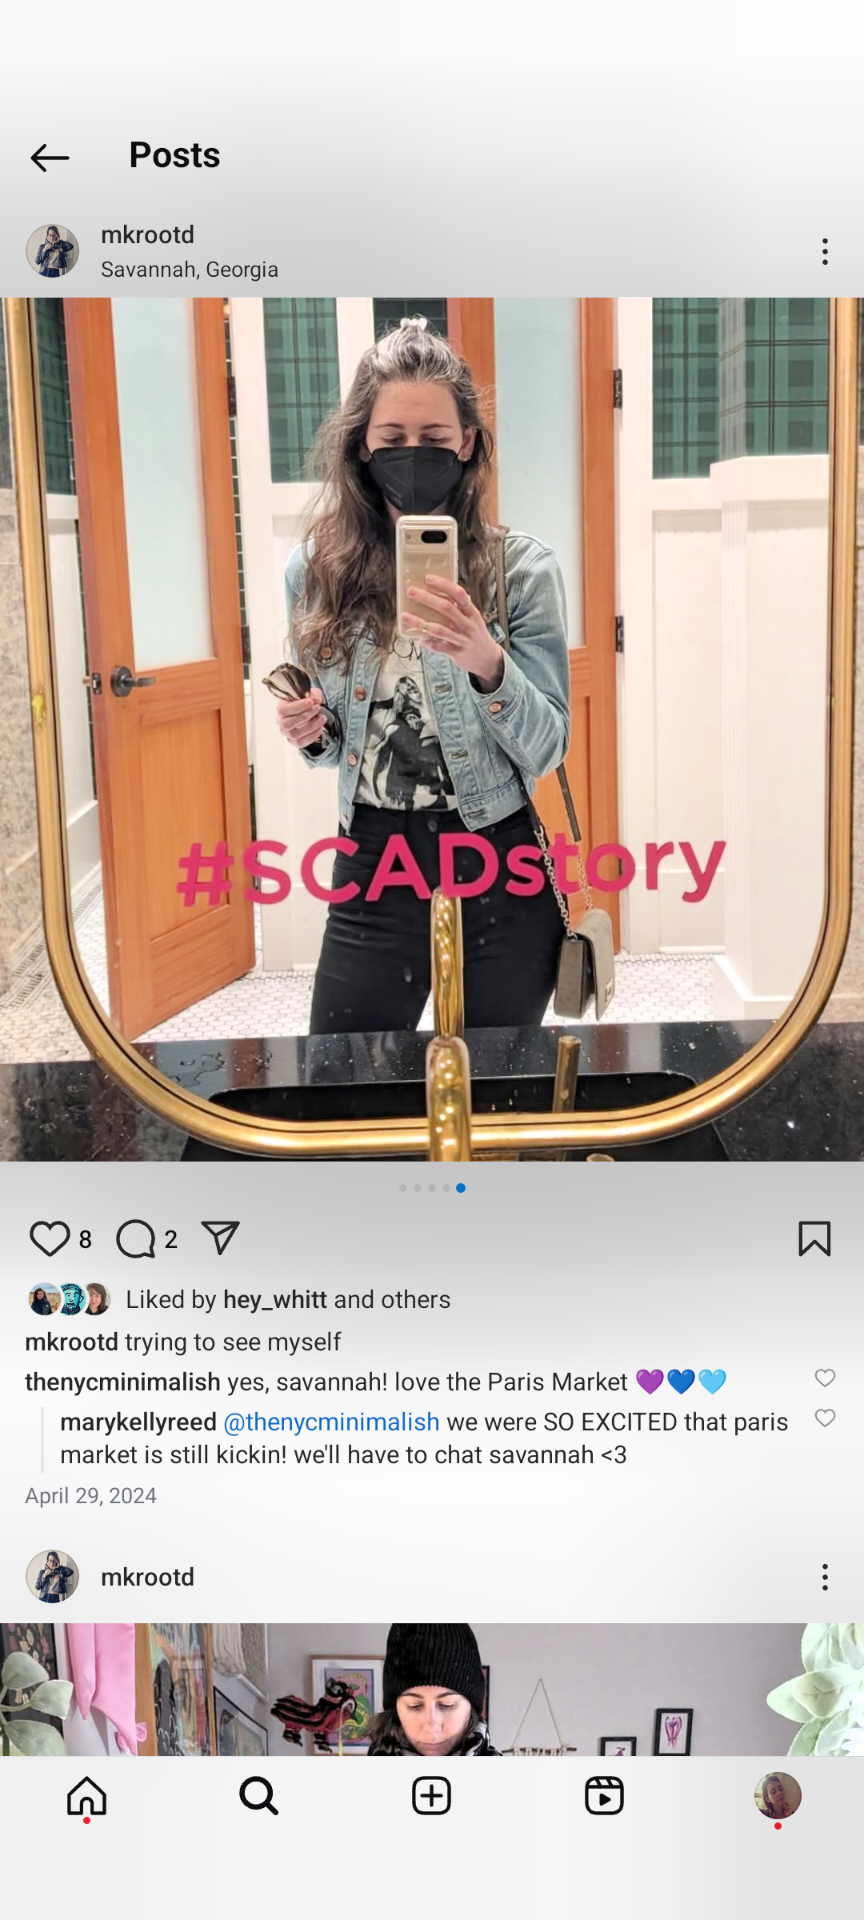 Posts
mkrootd
Savannah, Georgia
#SCADstory
8
2
Liked by hey_whitt and others
mkrootd trying to see myself
thenycminimalish yes, savannah! love the Paris Market 💜💙🩵
marykellyreed @thenycminimalish we were SO EXCITED that paris
market is still kickin! we'll have to chat savannah <3
April 29, 2024
mkrootd